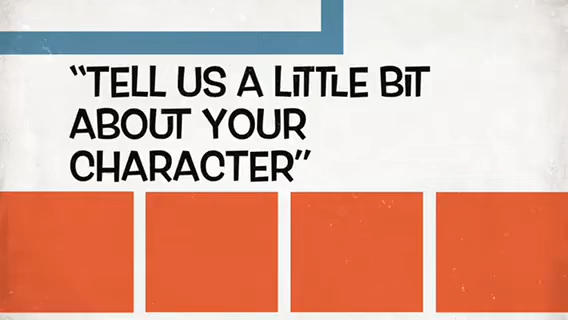 “TELL US A LITTLE BIT
ABOUT YOUR
CHARACTER”